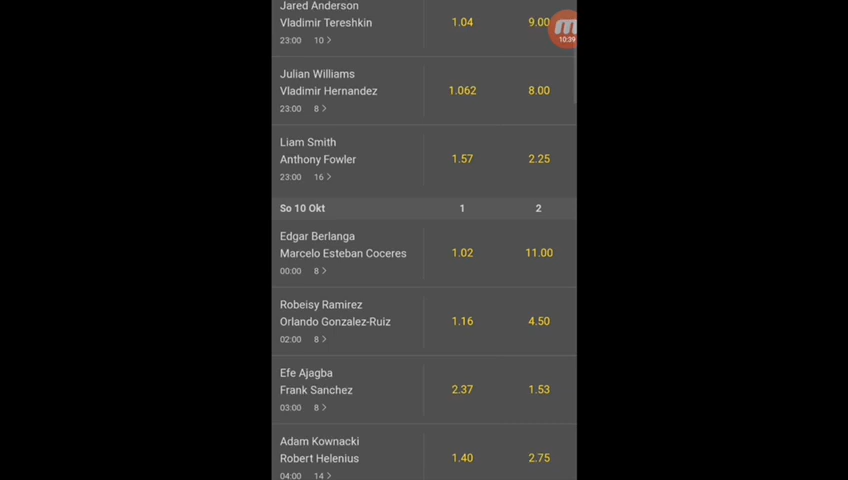 Jared Anderson
Vladimir Tereshkin
1.04 9.00
23:00 10 >
10:39
Julian Williams
Vladimir Hernandez
1.062 8.00
23:00 8 >
Liam Smith
Anthony Fowler
1.57 2.25
23:00 16 >
So 10 Okt 1 2
Edgar Berlanga
Marcelo Esteban Coceres
1.02 11.00
00:00 8 >
Robeisy Ramirez
Orlando Gonzalez-Ruiz
1.16 4.50
02:00 8 >
Efe Ajagba
Frank Sanchez
2.37 1.53
03:00 8 >
Adam Kownacki
Robert Helenius
1.40 2.75
04:00 14 >